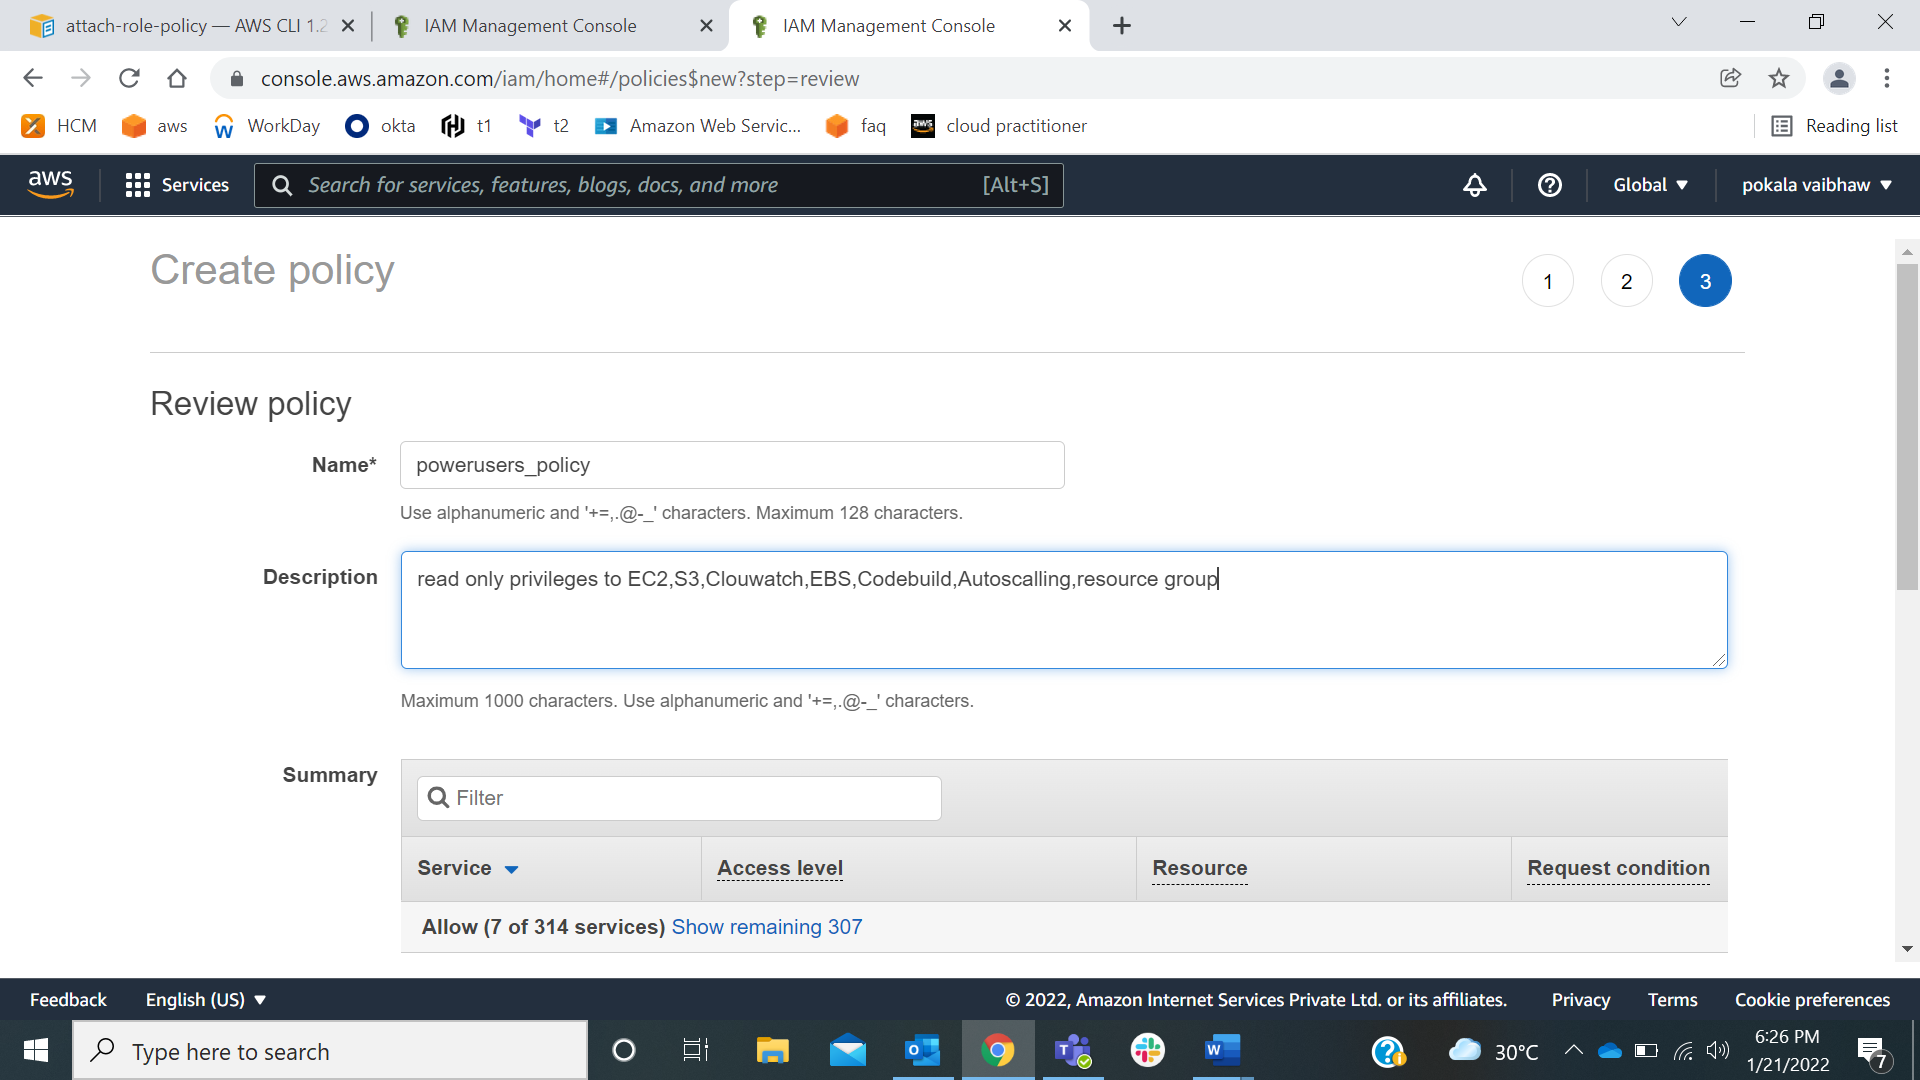 attach-role-policy — AWS CLI 1.2
IAM Management Console
IAM Management Console
console.aws.amazon.com/iam/home#/policies$new?step=review
HCM
aws
WorkDay
okta
t1
t2
Amazon Web Servic...
faq
cloud practitioner
Reading list
aws
Services
Search for services, features, blogs, docs, and more
[Alt+S]
Global
pokala vaibhaw
Create policy
1
2
3
Review policy
Name*
powerusers_policy
Use alphanumeric and '+=,.@-_' characters. Maximum 128 characters.
Description
read only privileges to EC2,S3,Clouwatch,EBS,Codebuild,Autoscalling,resource group
Maximum 1000 characters. Use alphanumeric and '+=,.@-_' characters.
Summary
Filter
Service
Access level
Resource
Request condition
Allow (7 of 314 services) Show remaining 307
Feedback
English (US)
© 2022, Amazon Internet Services Private Ltd. or its affiliates.
Privacy
Terms
Cookie preferences
Type here to search
30°C
6:26 PM
1/21/2022
7